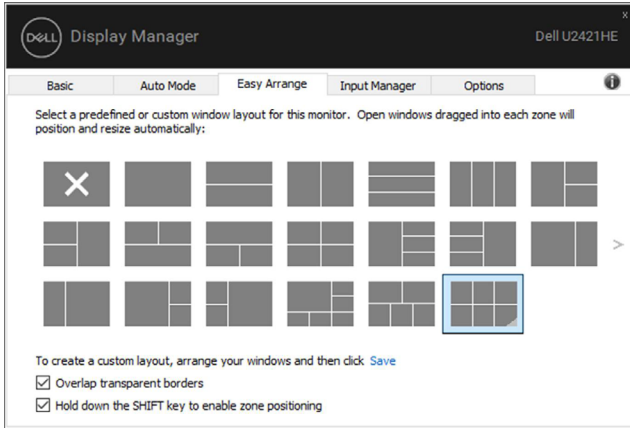 x
DELL Display Manager
Dell U2421HE
Basic Auto Mode Easy Arrange Input Manager Options
Select a predefined or custom window layout for this monitor. Open windows dragged into each zone will
position and resize automatically:
To create a custom layout, arrange your windows and then click Save
Overlap transparent borders
Hold down the SHIFT key to enable zone positioning